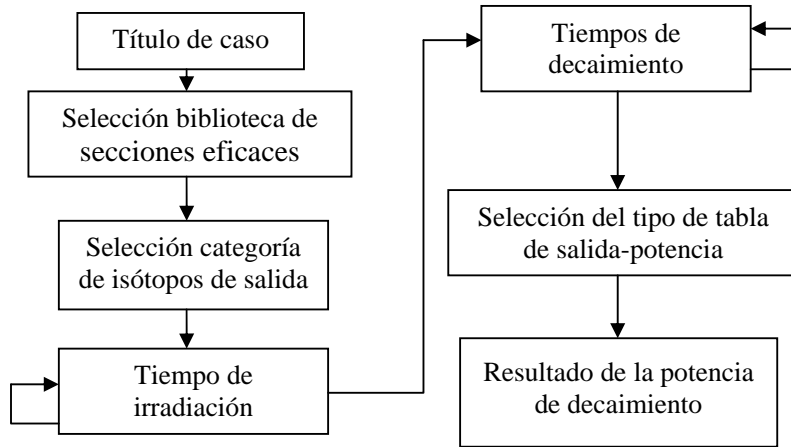 Título de caso
Selección biblioteca de
secciones eficaces
Selección categoría
de isótopos de salida
Tiempo de
irradiación
Tiempos de
decaimiento
Selección del tipo de tabla
de salida-potencia
Resultado de la potencia
de decaimiento